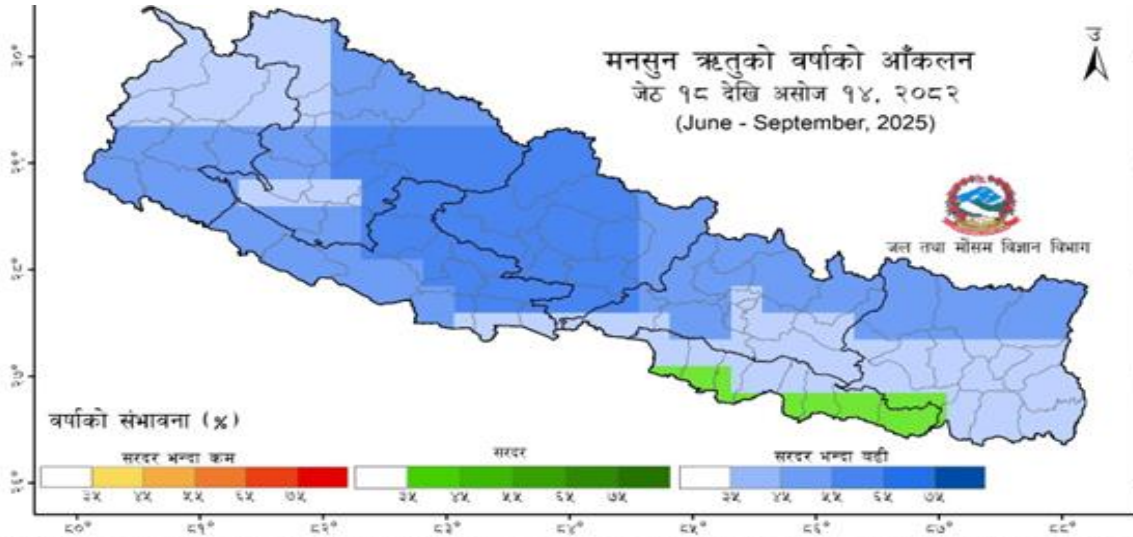 मनसुन ऋतुको वर्षाको आँकलन
जेठ १८ देखि असोज १४, २०८२
(June - September, 2025)
उ
जल तथा मौसम विज्ञान विभाग
३०°
२९°
२८°
२७°
२६°
वर्षाको संभावना (%)
सरदर भन्दा कम
३५ ४५ ५५ ६५ ७५
सरदर
३५ ४५ ५५ ६५ ७५
सरदर भन्दा बढी
३५ ४५ ५५ ६५ ७५
८०° ८१° ८२° ८३° ८४° ८५° ८६° ८७° ८८°